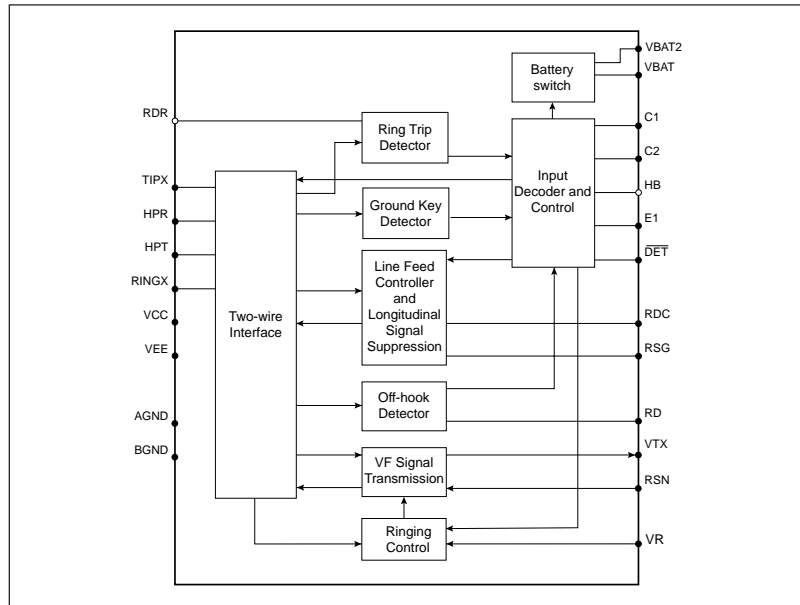 VBAT2
Battery
switch
VBAT
RDR
Ring Trip
Detector
C1
C2
TIPX
Input
Decoder and
Control
HB
HPR
Ground Key
Detector
E1
HPT
DET
RINGX
Line Feed
Controller
and
Longitudinal
Signal
Suppression
Two-wire
Interface
VCC
RDC
VEE
RSG
AGND
Off-hook
Detector
RD
BGND
VF Signal
Transmission
VTX
RSN
Ringing
Control
VR